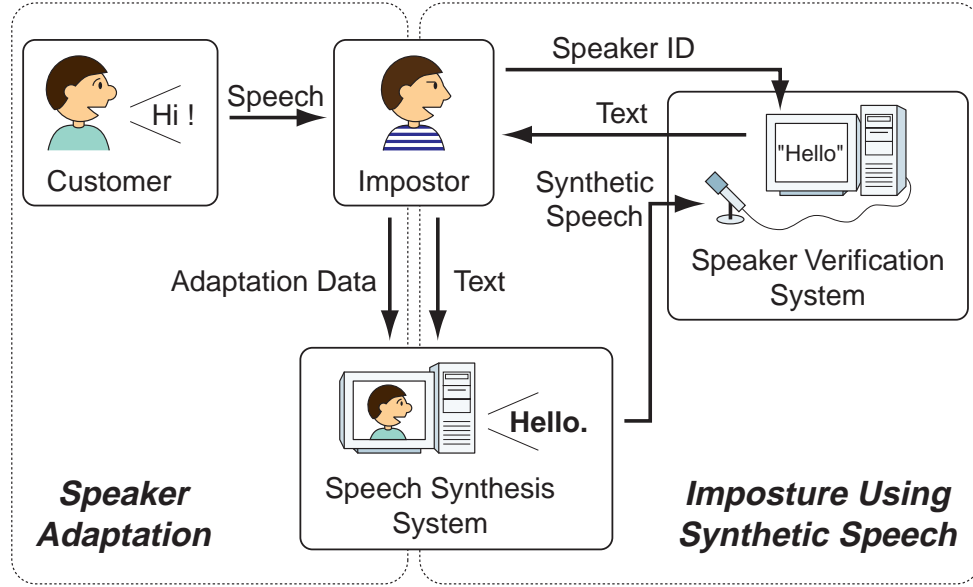 Hi !
Customer
Speech
Impostor
Speaker ID
Text
"Hello"
Synthetic
Speech
Speaker Verification
System
Adaptation Data
Text
Hello.
Speech Synthesis
System
Speaker
Adaptation
Imposture Using
Synthetic Speech